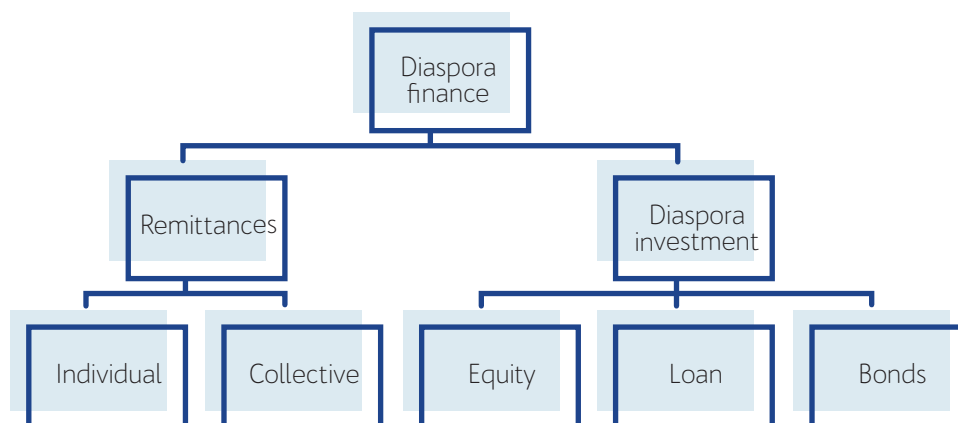 Diaspora
finance
Remittances
Diaspora
investment
Individual
Collective
Equity
Loan
Bonds